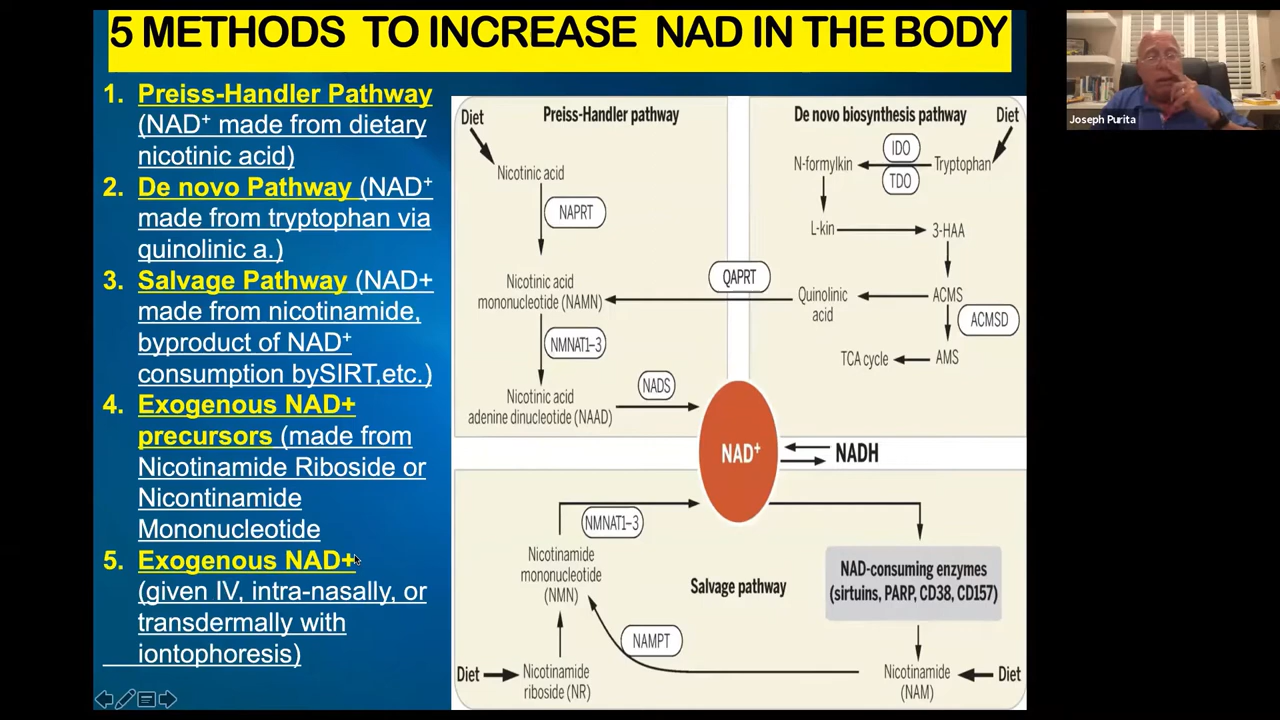 5 METHODS TO INCREASE NAD IN THE BODY
1. Preiss-Handler Pathway
(NAD+ made from dietary
nicotinic acid)
2. De novo Pathway (NAD+
made from tryptophan via
quinolinic a.)
3. Salvage Pathway (NAD+
made from nicotinamide,
byproduct of NAD+
consumption bySIRT,etc.)
4. Exogenous NAD+
precursors (made from
Nicotinamide Riboside or
Nicontinamide
Mononucleotide
5. Exogenous NAD+
(given IV, intra-nasally, or
transdermally with
iontophoresis)
Diet
Preiss-Handler pathway
Nicotinic acid
NAPRT
Nicotinic acid
mononucleotide (NAMN)
NMNAT1–3
Nicotinic acid
adenine dinucleotide (NAAD)
NADS
De novo biosynthesis pathway
Diet
IDO
N-formylkin
Tryptophan
TDO
L-kin
3-HAA
QAPRT
Quinolinic
acid
ACMS
ACMSD
TCA cycle
AMS
NAD+
NADH
NMNAT1–3
Nicotinamide
mononucleotide
(NMN)
Salvage pathway
NAD-consuming enzymes
(sirtuins, PARP, CD38, CD157)
NAMPT
Diet
Nicotinamide
riboside (NR)
Nicotinamide
(NAM)
Diet
Joseph Purita